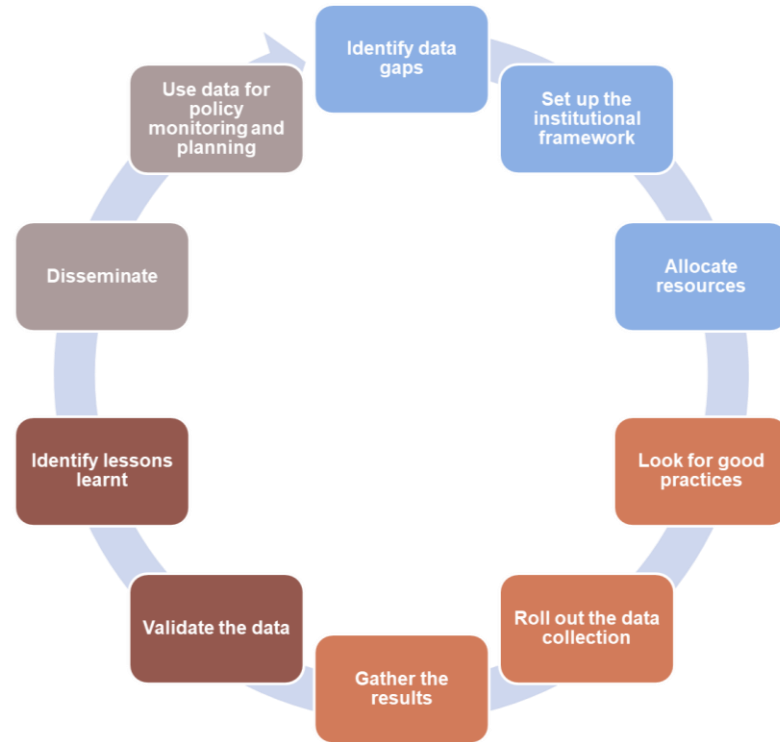 Identify data
gaps
Set up the
institutional
framework
Allocate
resources
Look for good
practices
Roll out the data
collection
Gather the
results
Validate the data
Identify lessons
learnt
Disseminate
Use data for
policy
monitoring and
planning